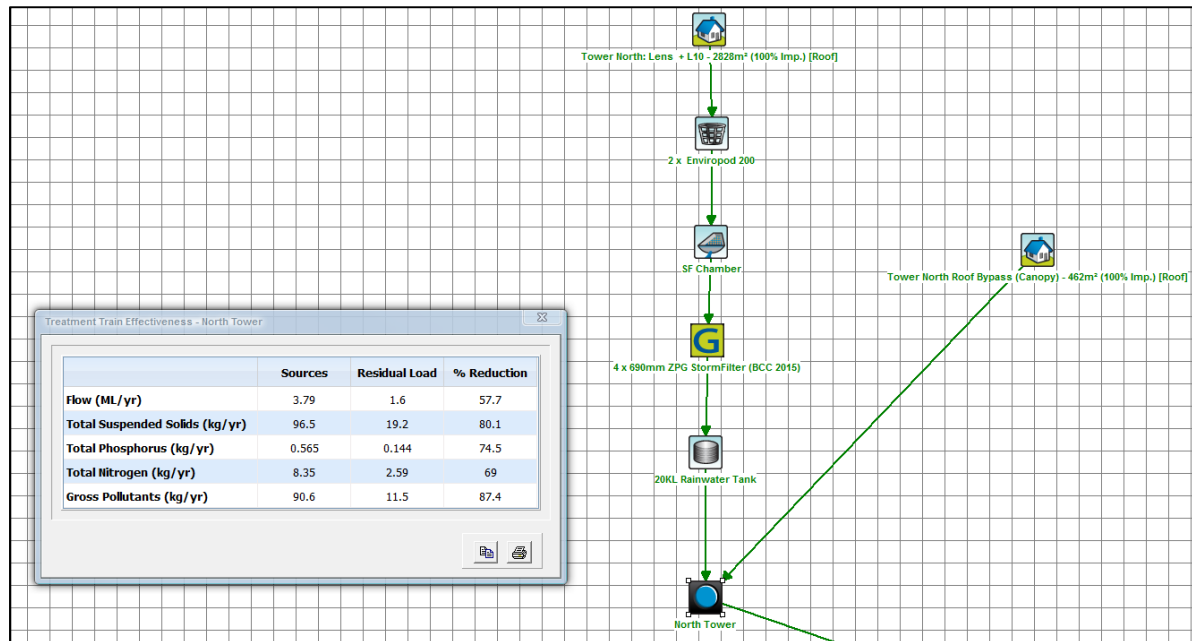 Tower North: Lens + L10 - 2828m² (100% Imp.) [Roof]
2 x Enviropod 200
SF Chamber
Tower North Roof Bypass (Canopy) - 462m² (100% Imp.) [Roof]
G
4 x 690mm ZPG StormFilter (BCC 2015)
20KL Rainwater Tank
North Tower
Treatment Train Effectiveness - North Tower
Sources Residual Load % Reduction
Flow (ML/yr) 3.79 1.6 57.7
Total Suspended Solids (kg/yr) 96.5 19.2 80.1
Total Phosphorus (kg/yr) 0.565 0.144 74.5
Total Nitrogen (kg/yr) 8.35 2.59 69
Gross Pollutants (kg/yr) 90.6 11.5 87.4